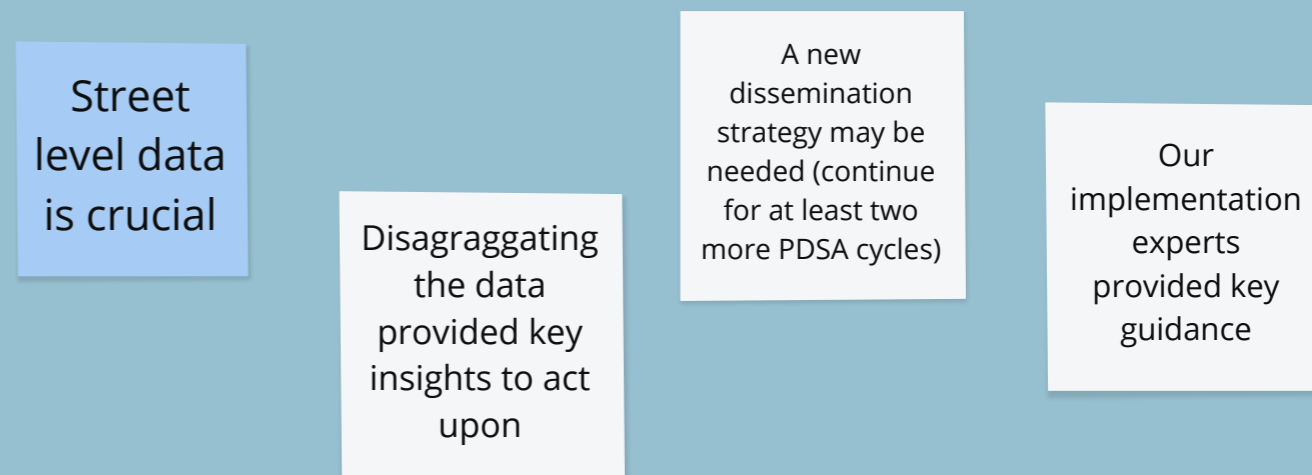 Street
level data
is crucial
Disagraggating
the data
provided key
insights to act
upon
A new
dissemination
strategy may be
needed (continue
for at least two
more PDSA cycles)
Our
implementation
experts
provided key
guidance